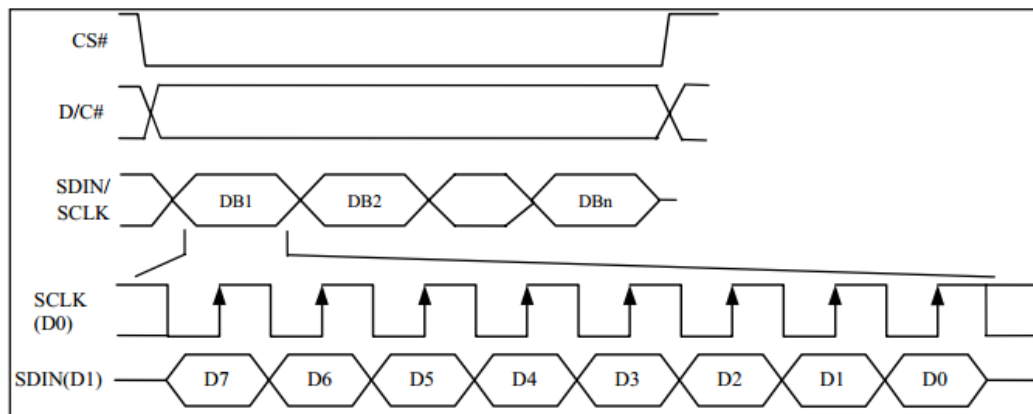 CS#
D/C#
SDIN/
SCLK
DB1 DB2 DBn
SCLK
(D0)
SDIN(D1) D7 D6 D5 D4 D3 D2 D1 D0